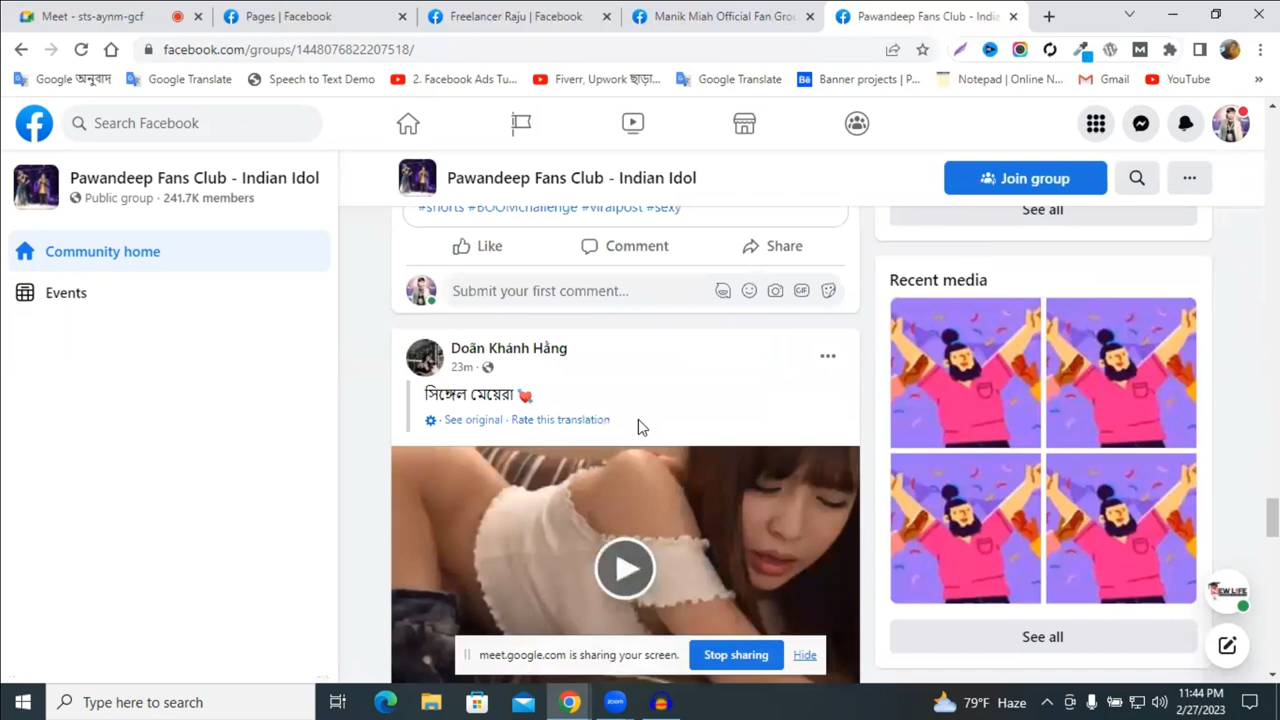 Meet - sts-aynm-gcf
Pages | Facebook
Freelancer Raju | Facebook
Manik Miah Official Fan Grou
Pawandeep Fans Club - India
facebook.com/groups/1448076822207518/
Google অনুবাদ
Google Translate
Speech to Text Demo
2. Facebook Ads Tu...
Fiverr, Upwork ছাড়া...
Google Translate
Banner projects | P...
Notepad | Online N...
Gmail
YouTube
Search Facebook
Pawandeep Fans Club - Indian Idol
Public group · 241.7K members
Community home
Events
Pawandeep Fans Club - Indian Idol
Join group
#shorts #BOOMchallenge #viralpost #sexy
Like
Comment
Share
Submit your first comment...
GIF
Doãn Khánh Hằng
23m ·
সিঙ্গেল মেয়েরা
· See original · Rate this translation
See all
Recent media
See all
NEW LIFE
meet.google.com is sharing your screen.
Stop sharing
Hide
Type here to search
zoom
79°F Haze
11:44 PM
2/27/2023